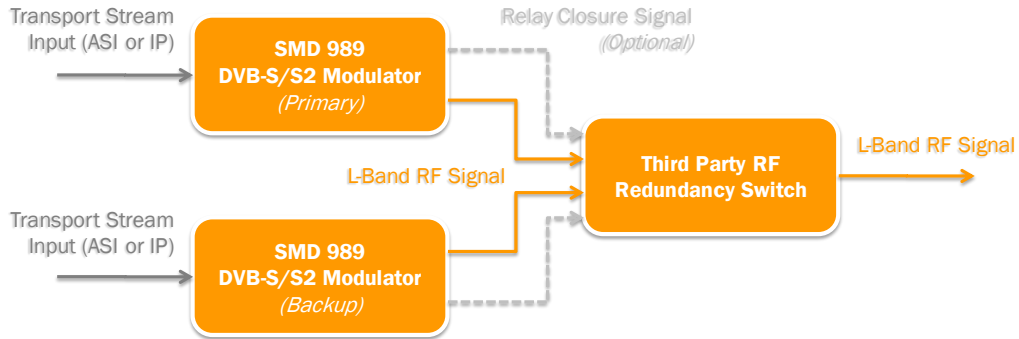 Transport Stream
Input (ASI or IP)
SMD 989
DVB-S/S2 Modulator
(Primary)
Relay Closure Signal
(Optional)
L-Band RF Signal
Third Party RF
Redundancy Switch
L-Band RF Signal
Transport Stream
Input (ASI or IP)
SMD 989
DVB-S/S2 Modulator
(Backup)